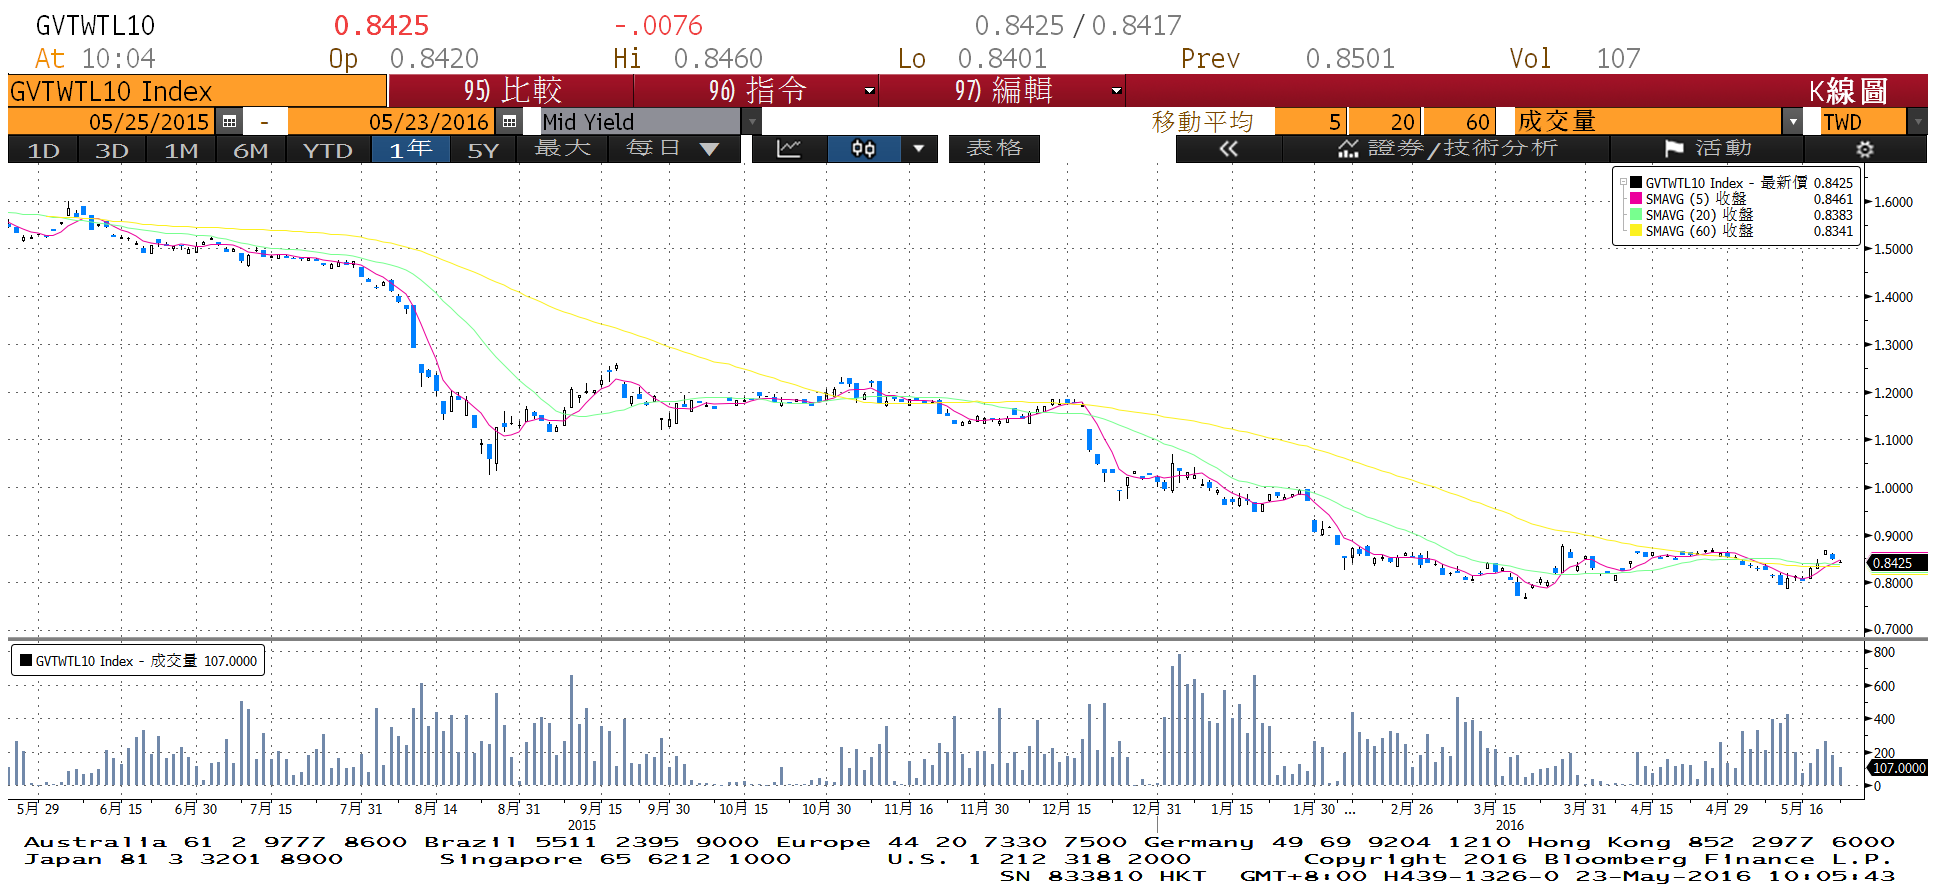 GVTWTL10 0.8425 -.0076 0.8425 / 0.8417
At 10:04 Op 0.8420 Hi 0.8460 Lo 0.8401 Prev 0.8501 Vol 107
GVTWTL10 Index 95) 比較 96) 指令 97) 編輯 K線圖
05/25/2015 - 05/23/2016 Mid Yield 移動平均 5 20 60 成交量 TWD
1D 3D 1M 6M YTD 1年 5Y 最大 每日 表格 « 證券/技術分析 活動
GVTWTL10 Index - 最新價 0.8425
SMAVG (5) 收盤 0.8461
SMAVG (20) 收盤 0.8383
SMAVG (60) 收盤 0.8341
1.6000
1.5000
1.4000
1.3000
1.2000
1.1000
1.0000
0.9000
0.8425
0.8000
0.7000
GVTWTL10 Index - 成交量 107.0000
800
600
400
200
107.0000
0
5月 29 6月 15 6月 30 7月 15 7月 31 8月 14 8月 31 9月 15 9月 30 10月 15 10月 30 11月 16 11月 30 12月 15 12月 31 1月 15 1月 30 ... 2月 26 3月 15 3月 31 4月 15 4月 29 5月 16
2015 2016
Australia 61 2 9777 8600 Brazil 5511 2395 9000 Europe 44 20 7330 7500 Germany 49 69 9204 1210 Hong Kong 852 2977 6000
Japan 81 3 3201 8900 Singapore 65 6212 1000 U.S. 1 212 318 2000 Copyright 2016 Bloomberg Finance L.P.
SN 833810 HKT GMT+8:00 H439-1326-0 23-May-2016 10:05:43